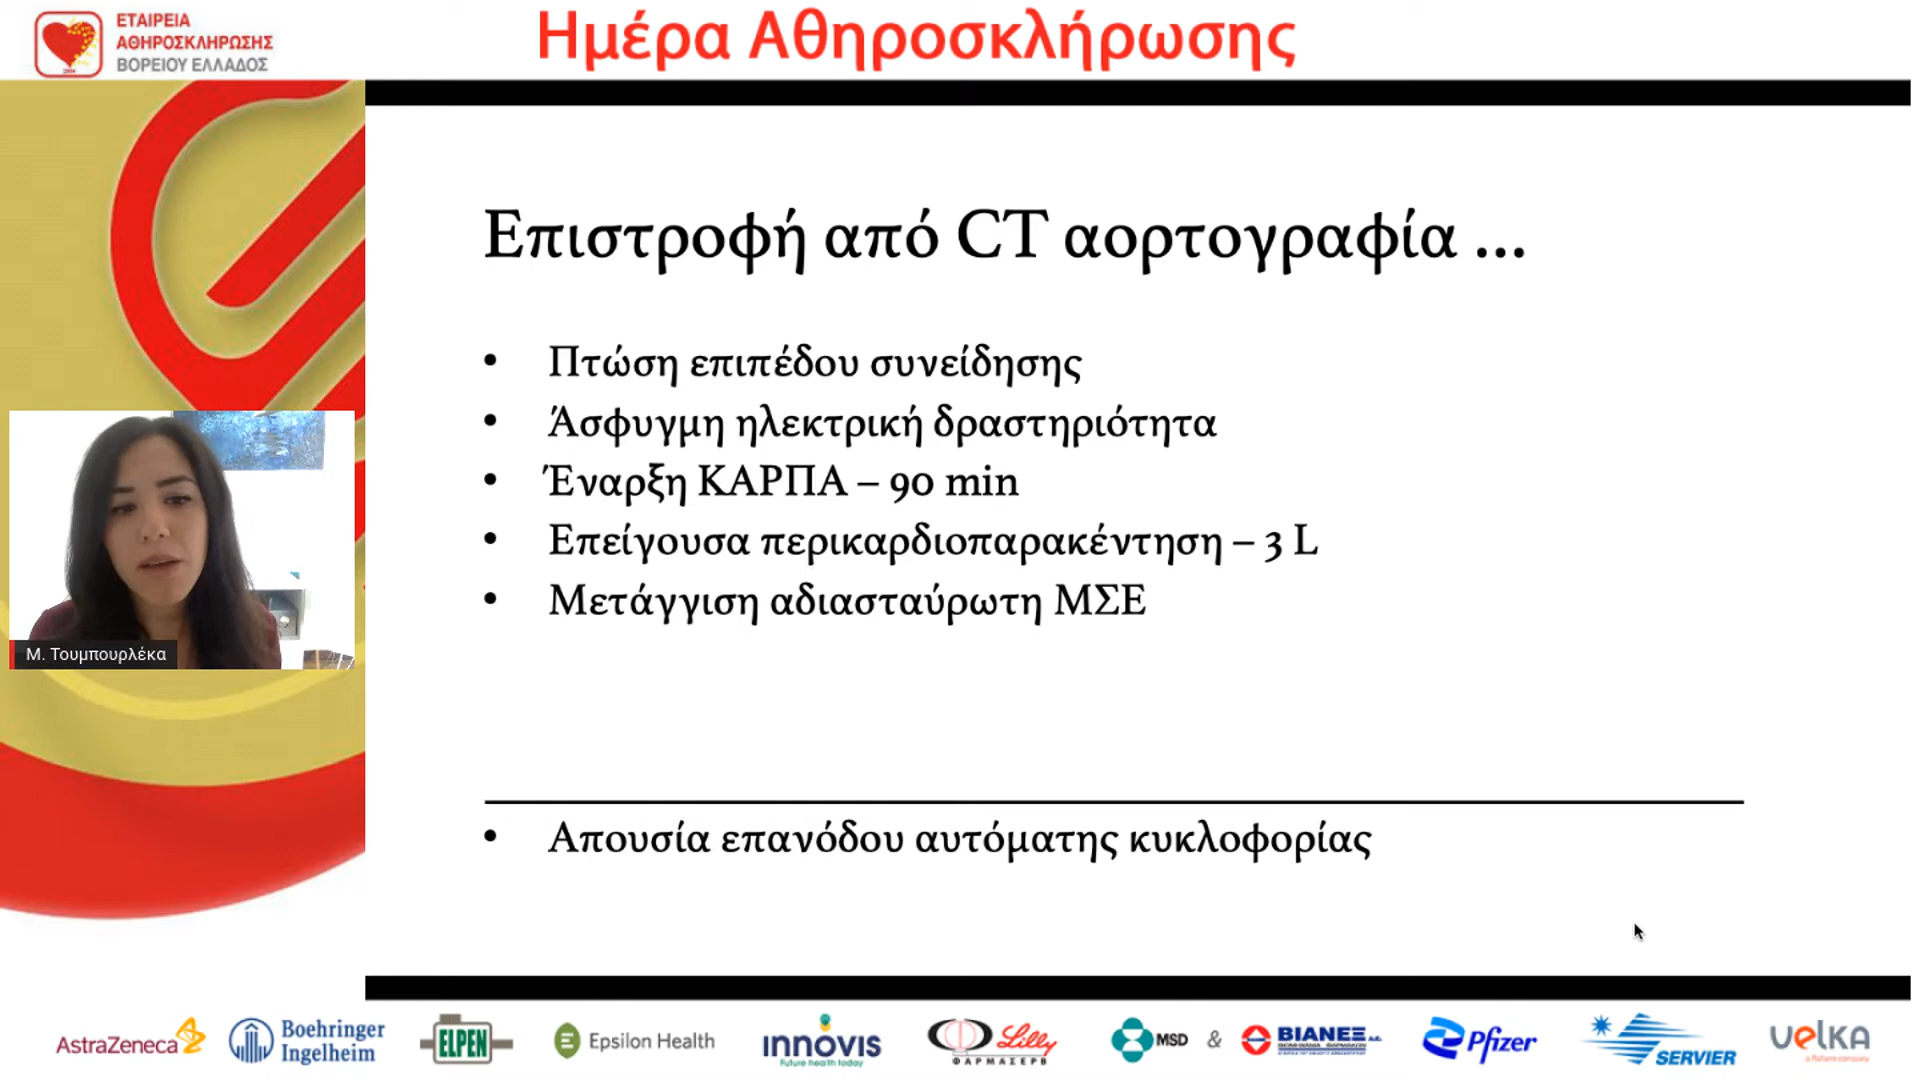 ΕΤΑΙΡΕΙΑ
ΑΘΗΡΟΣΚΛΗΡΩΣΗΣ
ΒΟΡΕΙΟΥ ΕΛΛΑΔΟΣ
Ημέρα Αθηροσκλήρωσης
Επιστροφή από CT αορτογραφία ...
• Πτώση επιπέδου συνείδησης
• Άσφυγμη ηλεκτρική δραστηριότητα
• Έναρξη ΚΑΡΠΑ – 90 min
• Επείγουσα περικαρδιοπαρακέντηση – 3 L
• Μετάγγιση αδιασταύρωτη ΜΣΕ
Μ. Τουμπουρλέκα
• Απουσία επανόδου αυτόματης κυκλοφορίας
AstraZeneca
Boehringer
Ingelheim
ELPEN
Epsilon Health
innovis
Future health today
Lilly
ΦΑΡΜΑΣΕΡΒ
MSD & ΒΙΑΝΕΞ Α.Ε.
Pfizer
SERVIER
velka